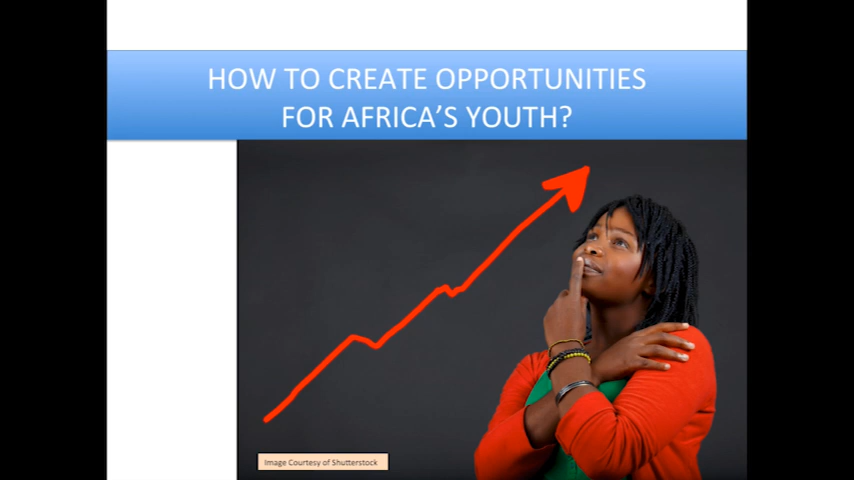 HOW TO CREATE OPPORTUNITIES
FOR AFRICA'S YOUTH?
Image Courtesy of Shutterstock